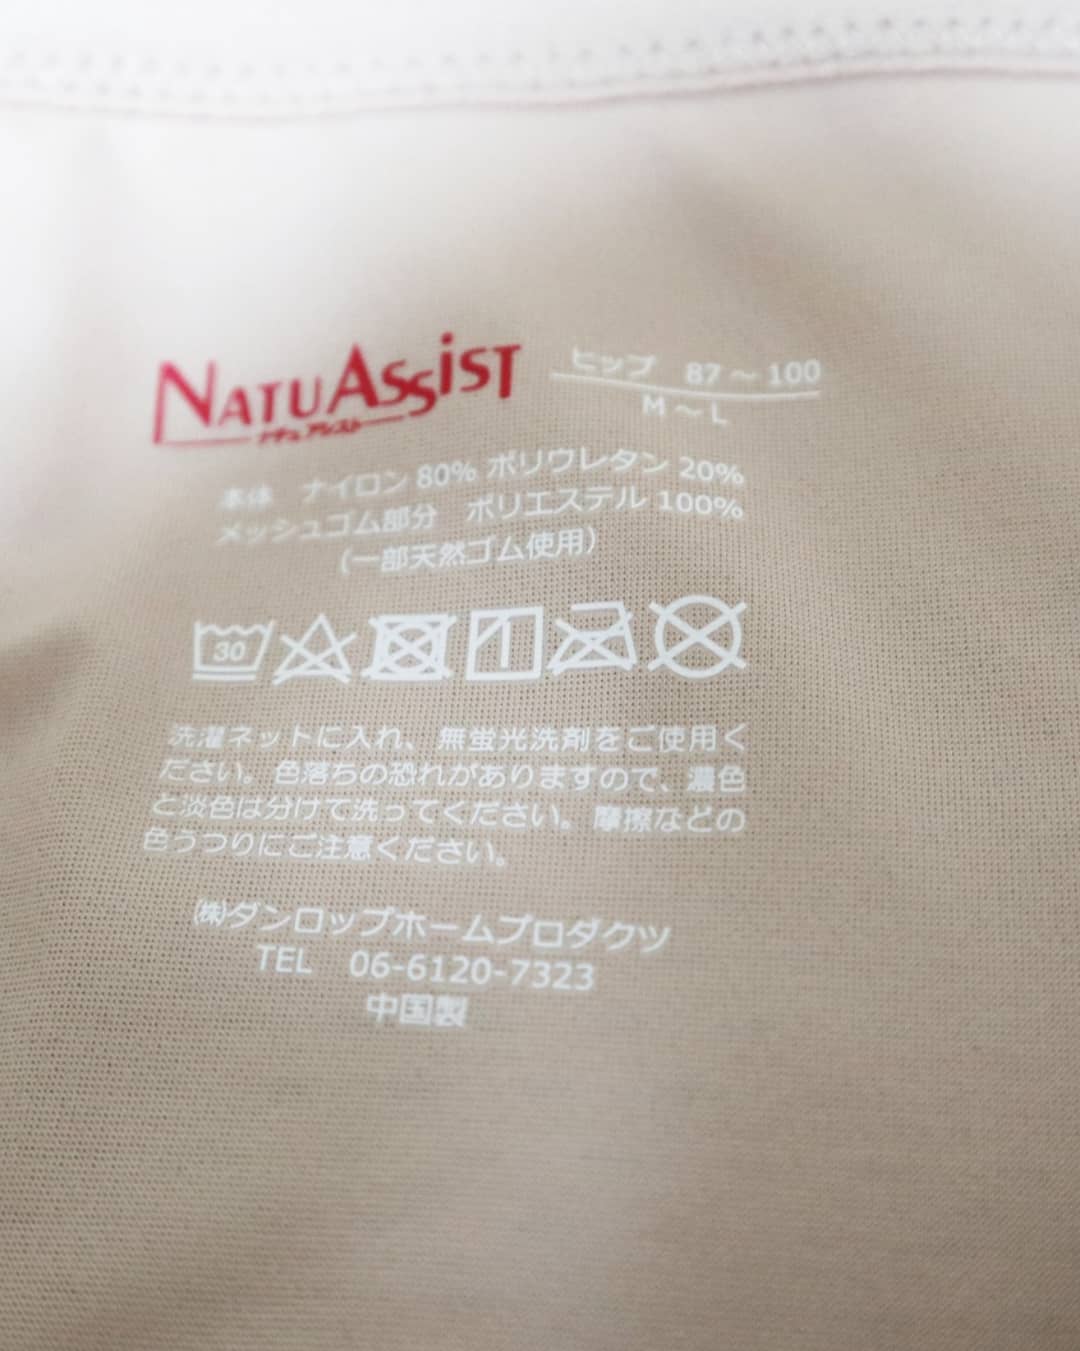 NATUASSIST
ナチュアシスト
ヒップ 87～100
M～L
本体 ナイロン80% ポリウレタン 20%
メッシュゴム部分 ポリエステル 100%
(一部天然ゴム使用)
30
洗濯ネットに入れ、無蛍光洗剤をご使用く
ださい。色落ちの恐れがありますので、濃色
と淡色は分けて洗ってください。摩擦などの
色うつりにご注意ください。
㈱ダンロップホームプロダクツ
TEL 06-6120-7323
中国製